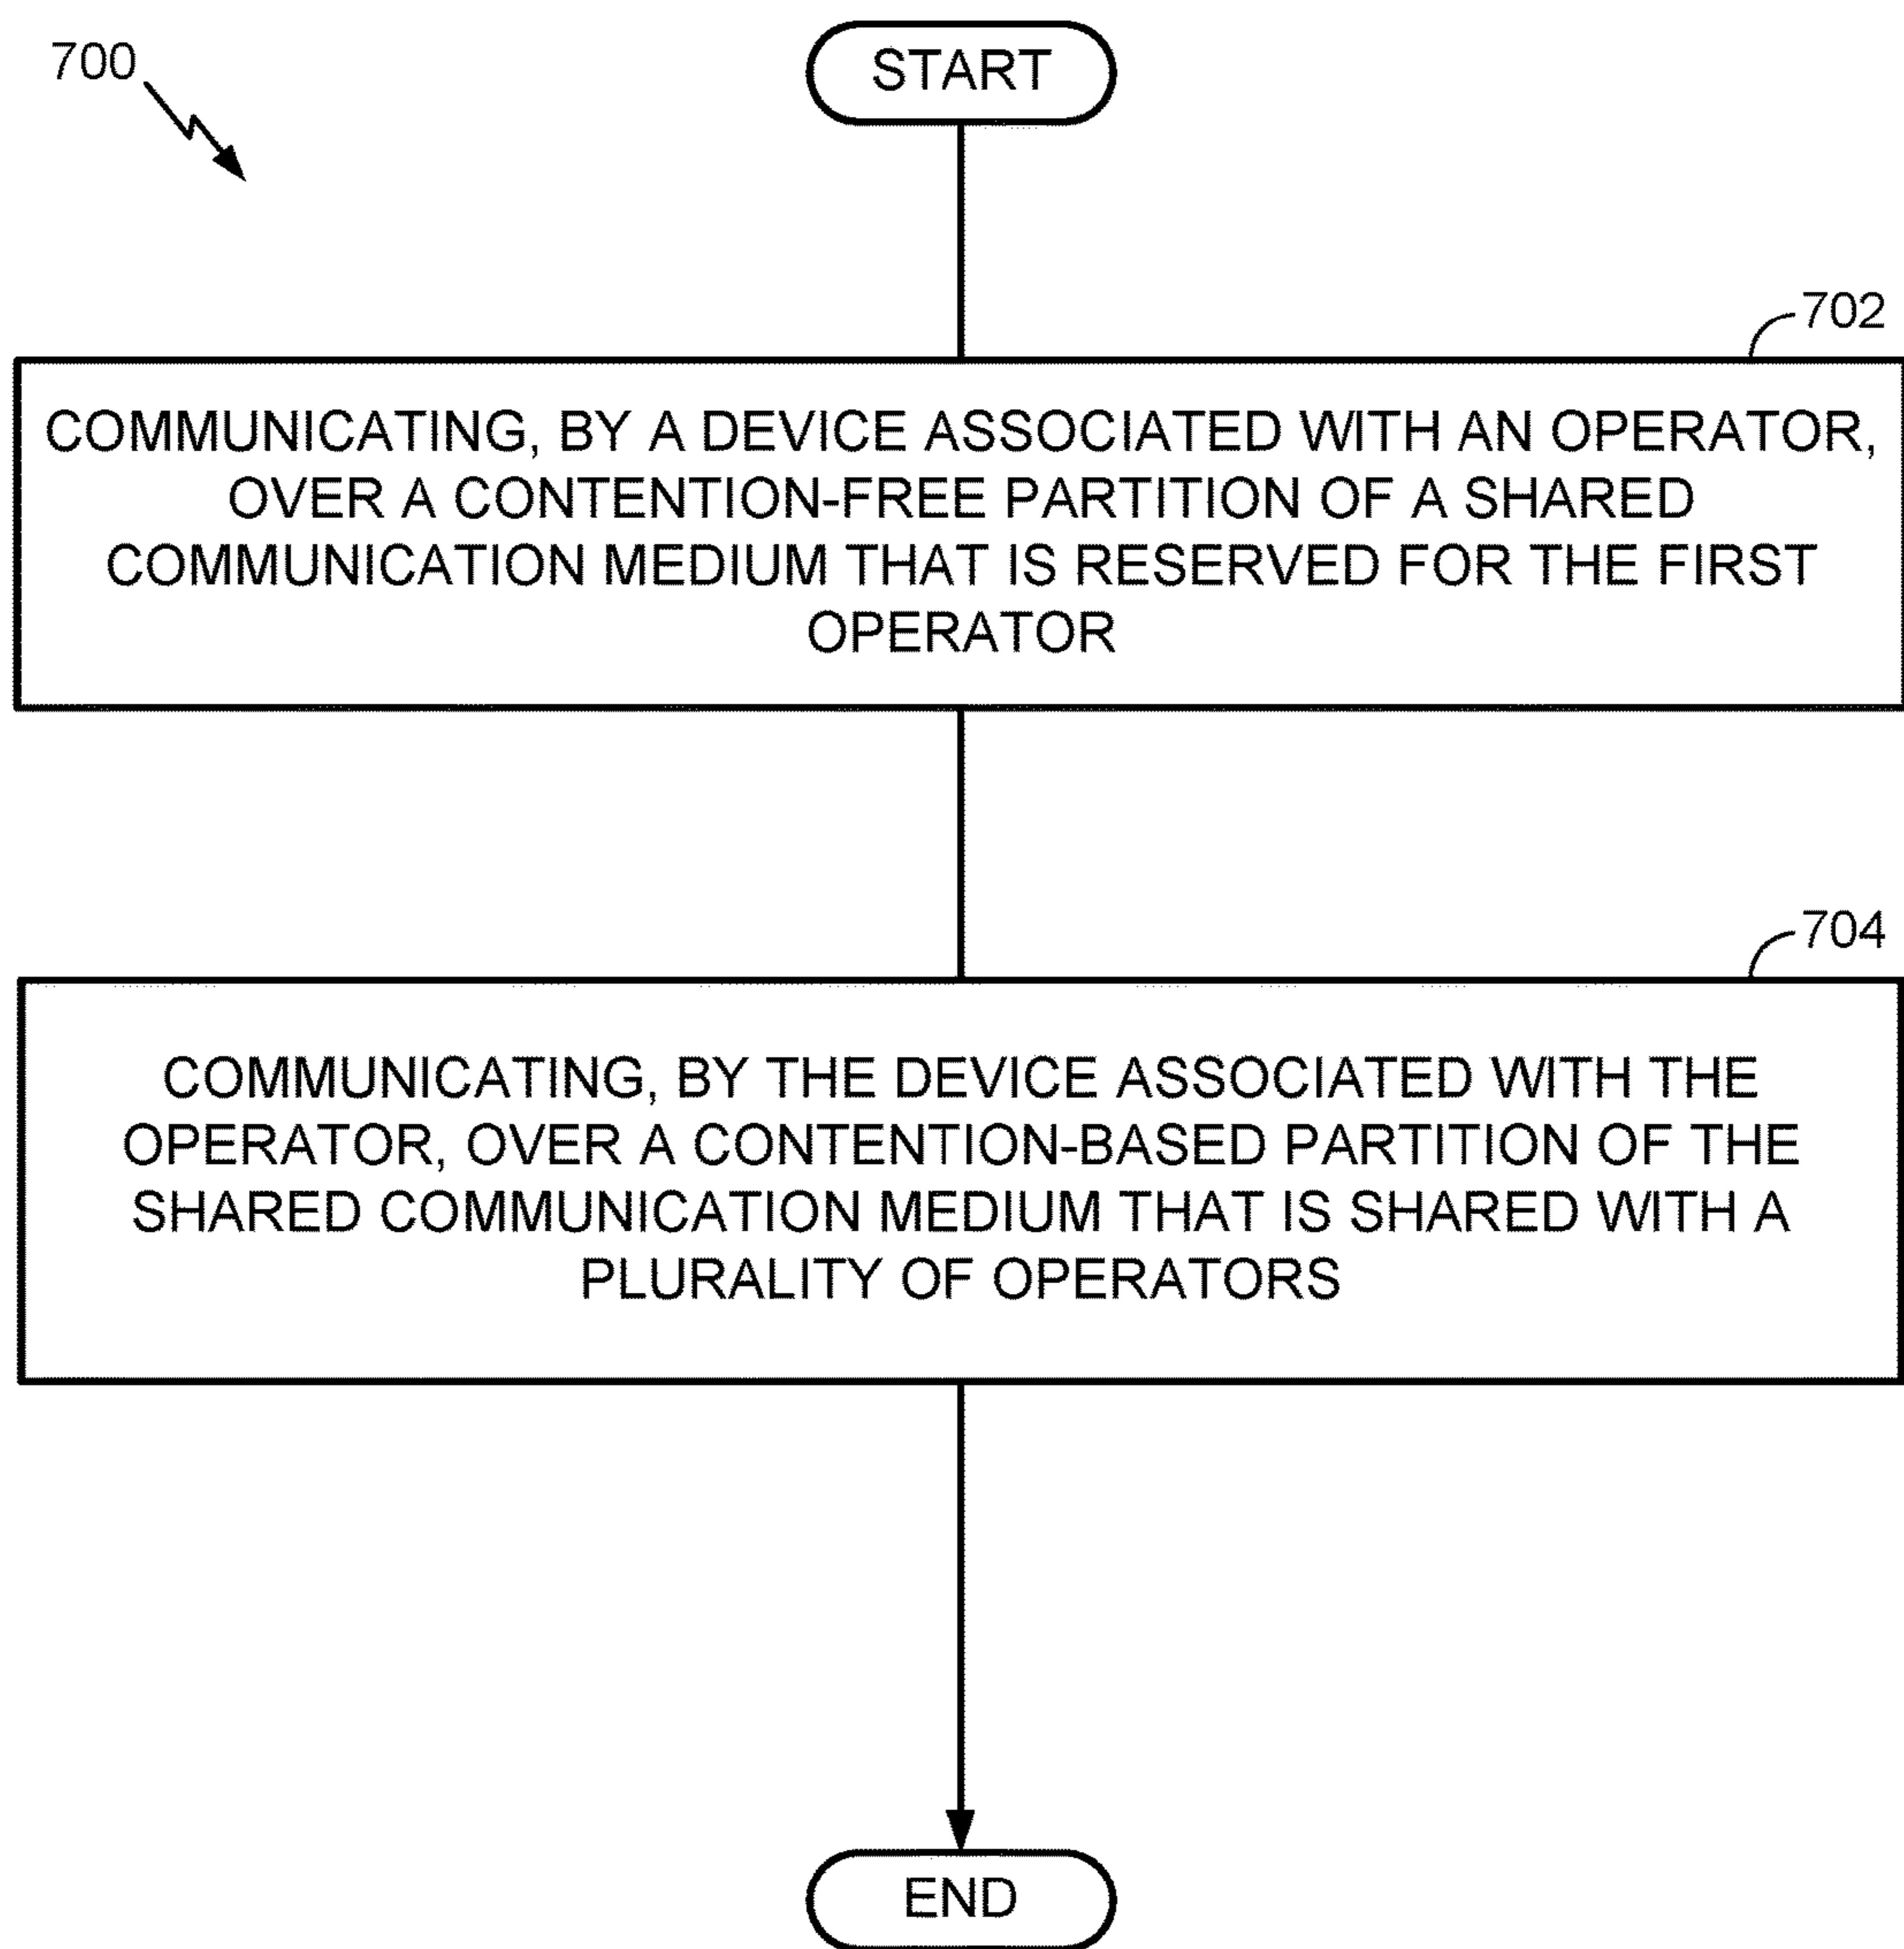 700
START
702
COMMUNICATING, BY A DEVICE ASSOCIATED WITH AN OPERATOR,
OVER A CONTENTION-FREE PARTITION OF A SHARED
COMMUNICATION MEDIUM THAT IS RESERVED FOR THE FIRST
OPERATOR
704
COMMUNICATING, BY THE DEVICE ASSOCIATED WITH THE
OPERATOR, OVER A CONTENTION-BASED PARTITION OF THE
SHARED COMMUNICATION MEDIUM THAT IS SHARED WITH A
PLURALITY OF OPERATORS
END